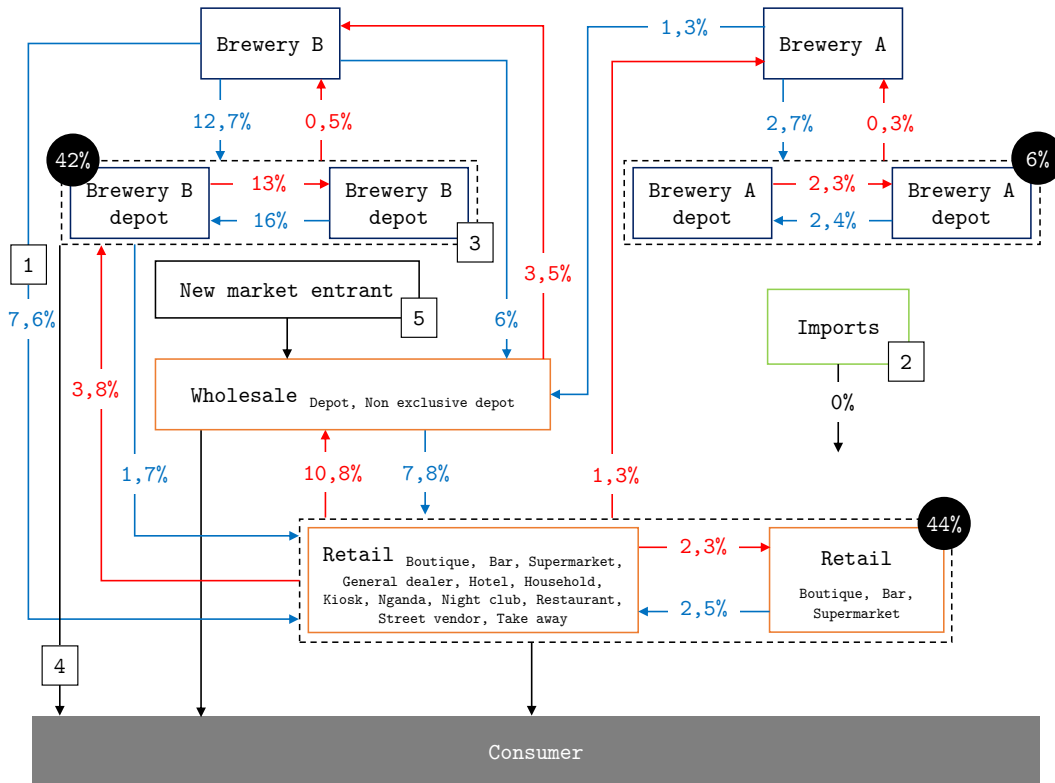 Brewery B
1,3%
Brewery A
12,7%
0,5%
2,7%
0,3%
42%
6%
Brewery B
depot
13%
16%
Brewery B
depot
3
Brewery A
depot
2,3%
2,4%
Brewery A
depot
1
7,6%
New market entrant
5
6%
3,5%
Imports
2
0%
3,8%
Wholesale Depot, Non exclusive depot
1,7%
10,8%
7,8%
1,3%
44%
Retail Boutique, Bar, Supermarket,
General dealer, Hotel, Household,
Kiosk, Nganda, Night club, Restaurant,
Street vendor, Take away
2,3%
2,5%
Retail
Boutique, Bar,
Supermarket
4
Consumer